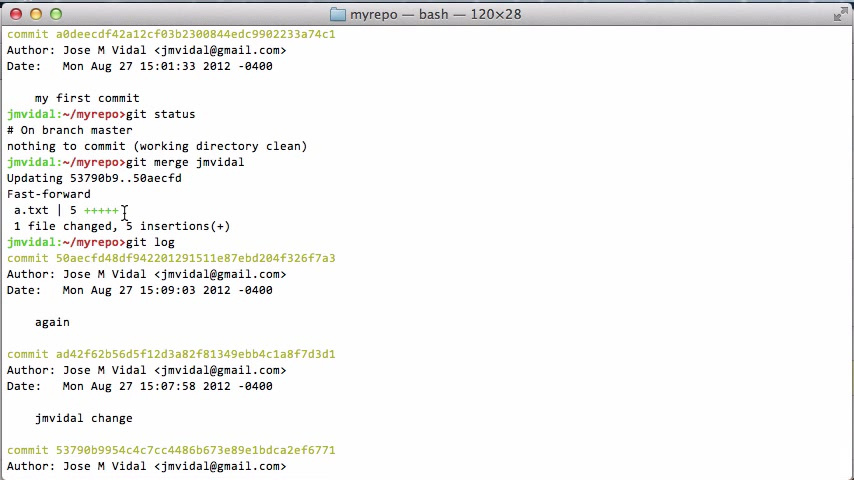 myrepo — bash — 120×28
commit a0deecdf42a12cf03b2300844edc9902233a74c1
Author: Jose M Vidal <jmvidal@gmail.com>
Date:   Mon Aug 27 15:01:33 2012 -0400
my first commit
jmvidal:~/myrepo>git status
# On branch master
nothing to commit (working directory clean)
jmvidal:~/myrepo>git merge jmvidal
Updating 53790b9..50aecfd
Fast-forward
a.txt | 5 +++++
1 file changed, 5 insertions(+)
jmvidal:~/myrepo>git log
commit 50aecfd48df942201291511e87ebd204f326f7a3
Author: Jose M Vidal <jmvidal@gmail.com>
Date:   Mon Aug 27 15:09:03 2012 -0400
again
commit ad42f62b56d5f12d3a82f81349ebb4c1a8f7d3d1
Author: Jose M Vidal <jmvidal@gmail.com>
Date:   Mon Aug 27 15:07:58 2012 -0400
jmvidal change
commit 53790b9954c4c7cc4486b673e89e1bdca2ef6771
Author: Jose M Vidal <jmvidal@gmail.com>